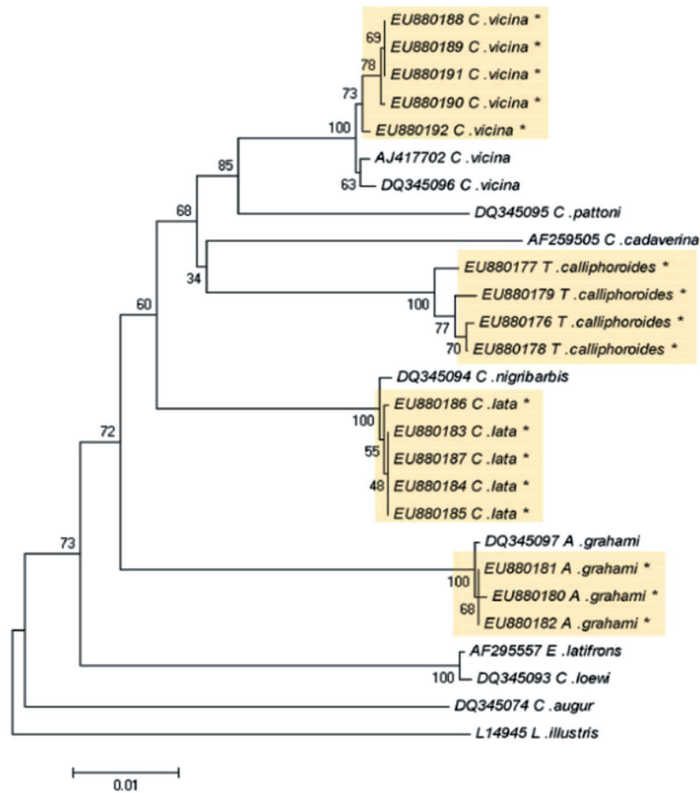 EU880188 C .vicina *
69
EU880189 C .vicina *
78
EU880191 C .vicina *
73
EU880190 C .vicina *
100
EU880192 C .vicina *
85
AJ417702 C .vicina
63
DQ345096 C .vicina
68
DQ345095 C .pattoni
AF259505 C .cadaverina
34
EU880177 T .calliphoroides *
100
EU880179 T .calliphoroides *
60
77
EU880176 T .calliphoroides *
70
EU880178 T .calliphoroides *
DQ345094 C .nigribarbis
100
EU880186 C .lata *
72
EU880183 C .lata *
55
EU880187 C .lata *
48
EU880184 C .lata *
EU880185 C .lata *
73
DQ345097 A .grahami
100
EU880181 A .grahami *
EU880180 A .grahami *
68
EU880182 A .grahami *
AF295557 E .latifrons
100
DQ345093 C .loewi
DQ345074 C .augur
L14945 L .illustris
0.01